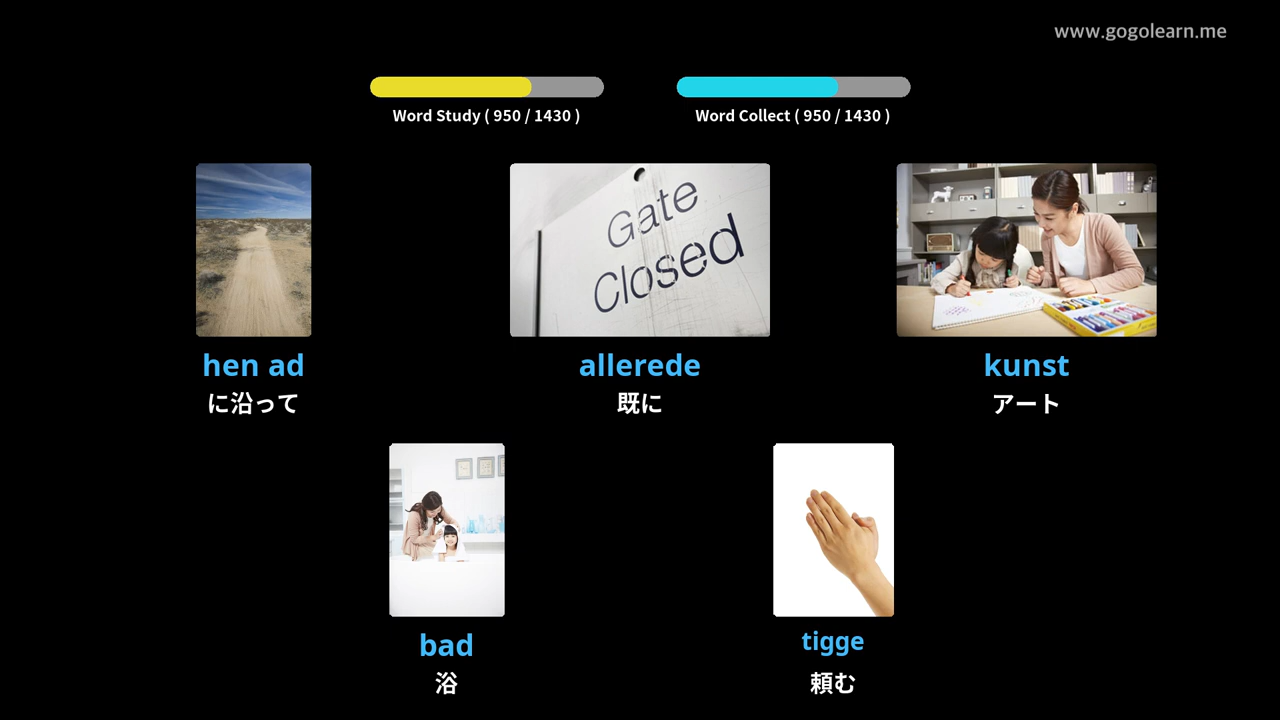 www.gogolearn.me
Word Study ( 950 / 1430 )
Word Collect ( 950 / 1430 )
Gate
Closed
hen ad
に沿って
allerede
既に
kunst
アート
bad
浴
tigge
頼む